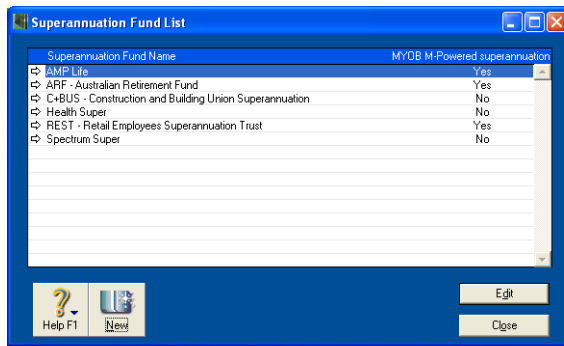 Superannuation Fund List
Superannuation Fund Name MYOB M-Powered superannuation
AMP Life Yes
ARF - Australian Retirement Fund Yes
C+BUS - Construction and Building Union Superannuation No
Health Super No
REST - Retail Employees Superannuation Trust Yes
Spectrum Super No
Edit
Help F1 New
Close